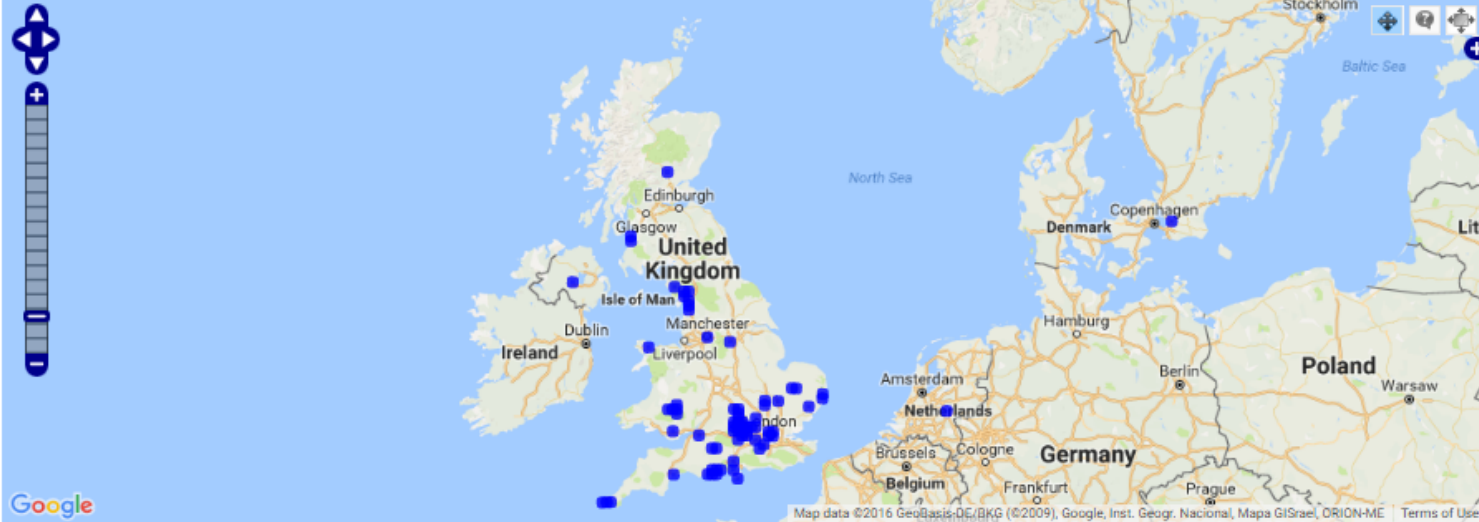 Stockholm
Baltic Sea
North Sea
Edinburgh
Glasgow
Copenhagen
Denmark
Lit
United
Kingdom
Isle of Man
Manchester
Dublin
Liverpool
Ireland
Hamburg
Berlin
Poland
Warsaw
Amsterdam
Netherlands
ndon
Brussels
Cologne
Germany
Belgium
Frankfurt
Prague
Google
Map data ©2016 GeoBasis-DE/BKG (©2009), Google, Inst. Geogr. Nacional, Mapa GISrael, ORION-ME
Terms of Use